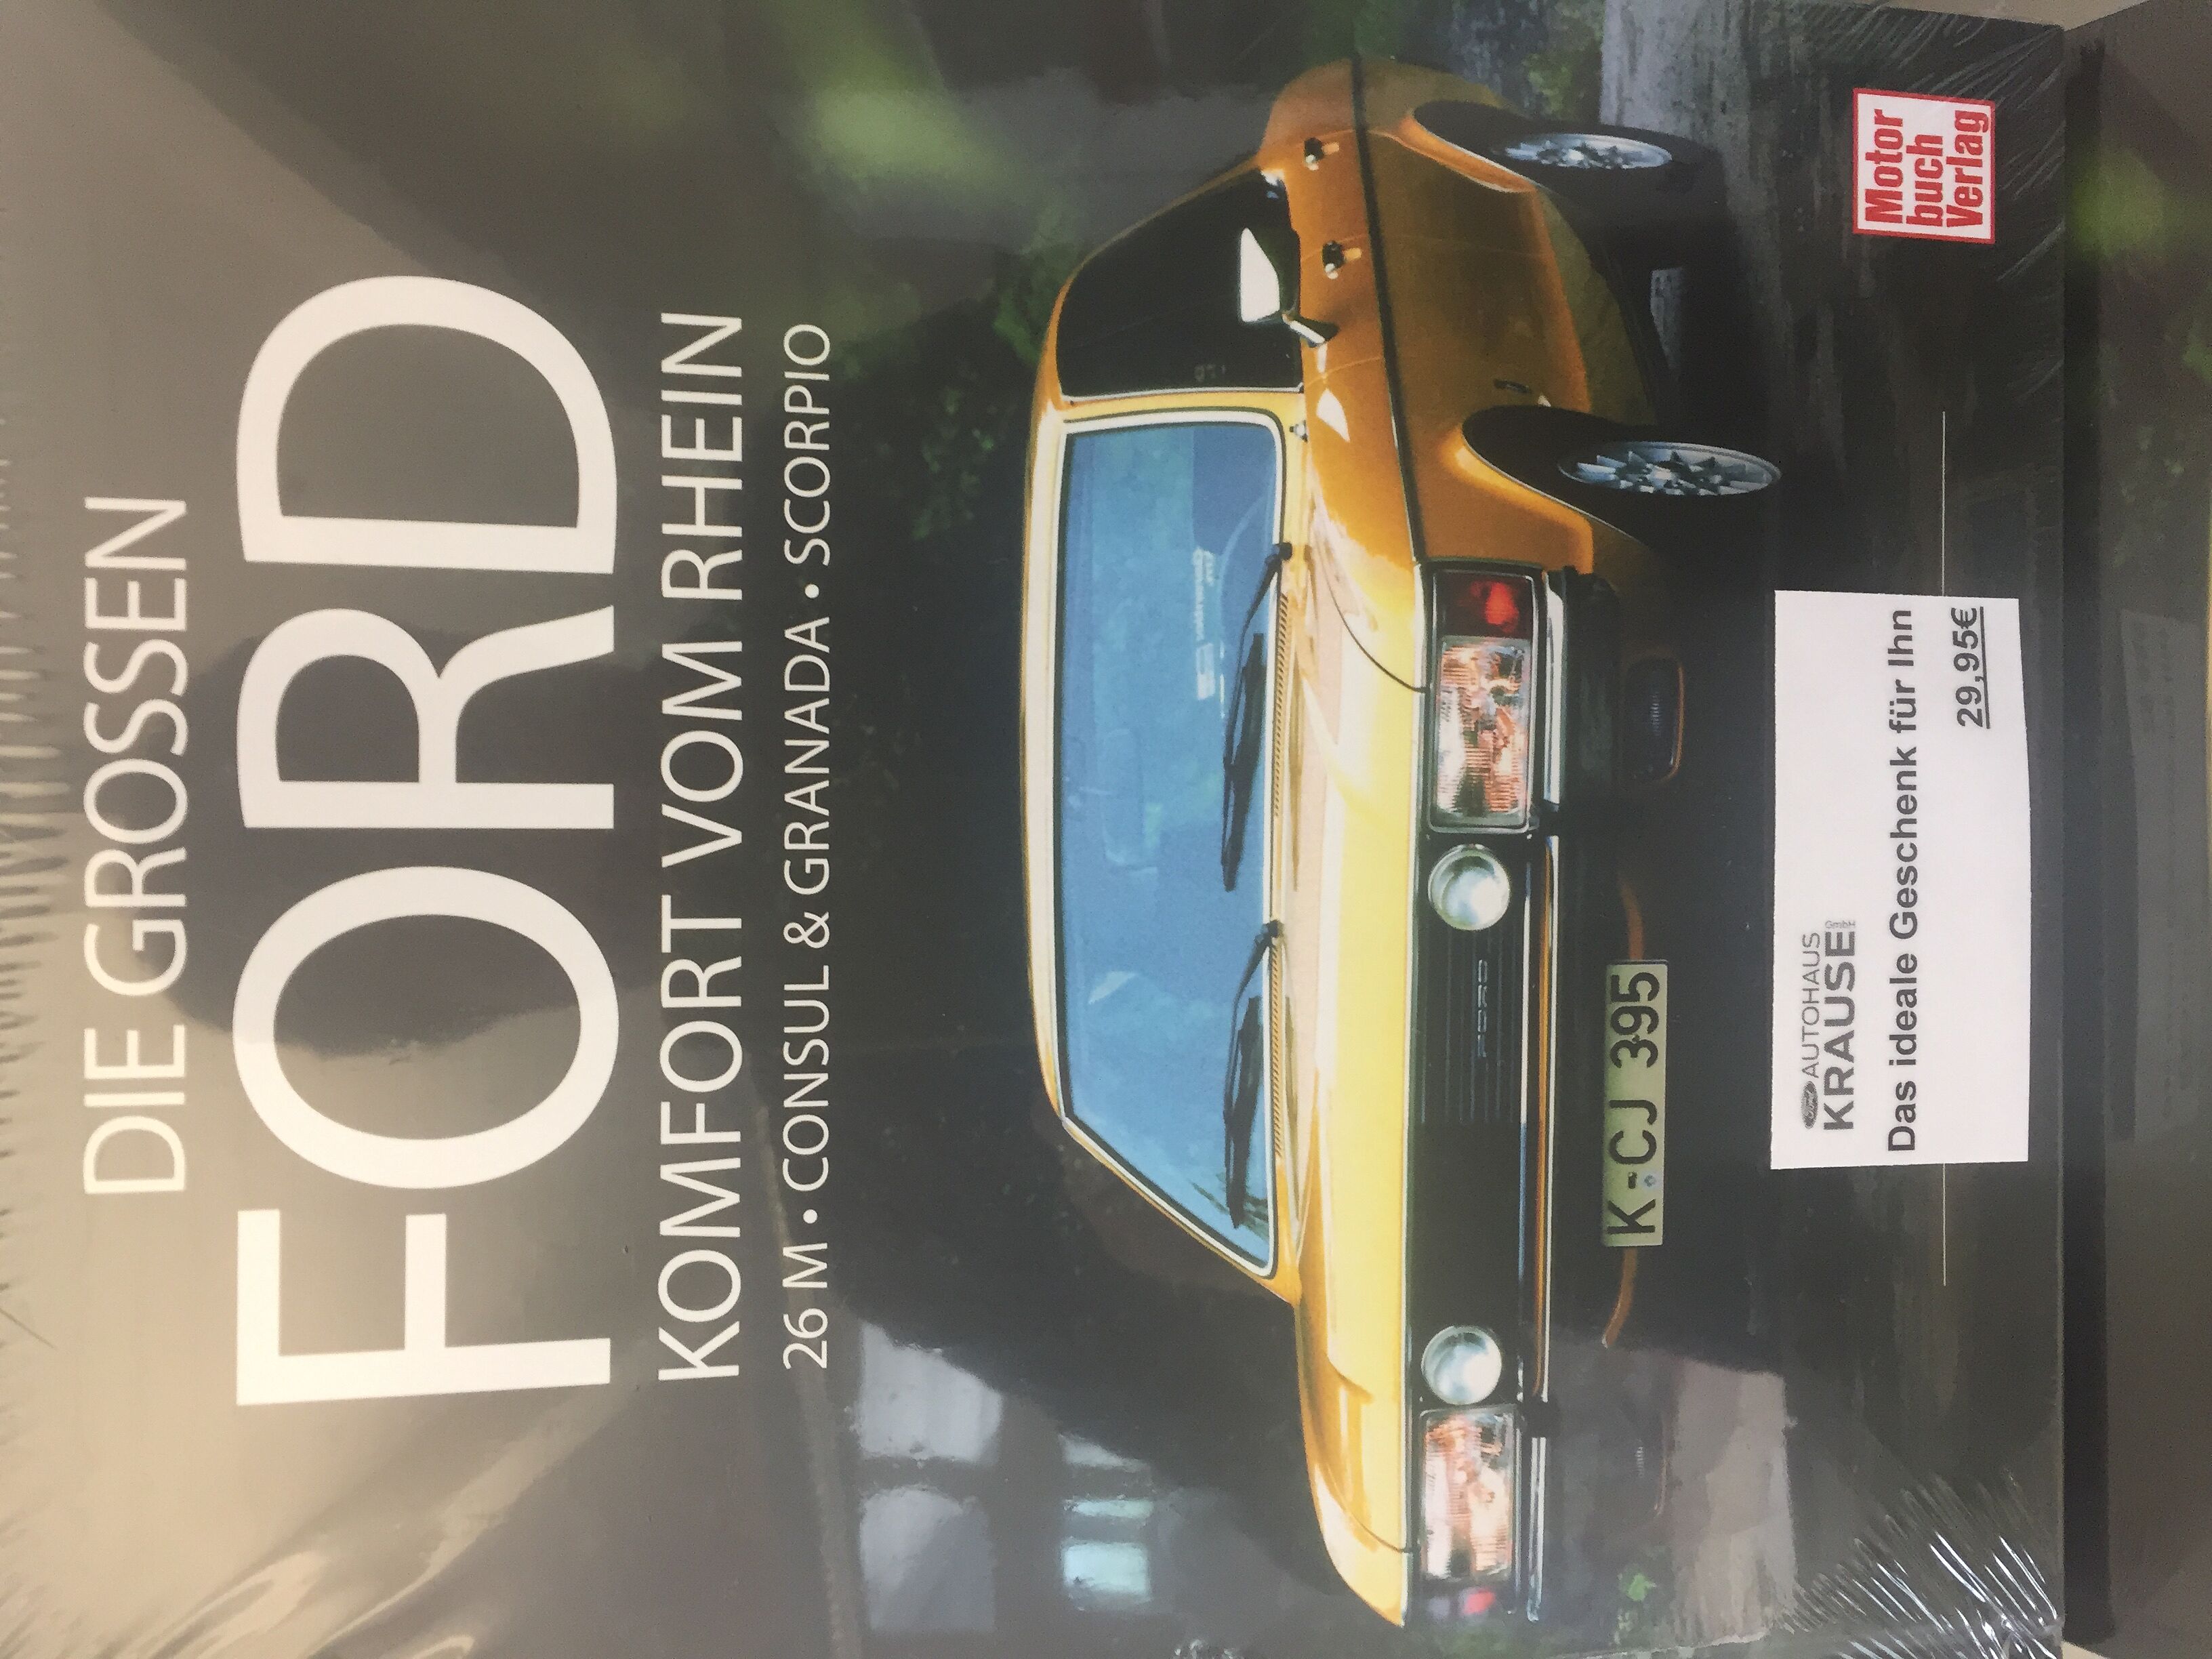 DIE GROSSEN
FORD
KOMFORT VOM RHEIN
26 M • CONSUL & GRANADA • SCORPIO
FORD
K-CJ 395
Ford AUTOHAUS
KRAUSE GmbH
Das ideale Geschenk für Ihn
29,95€
Motor
buch
Verlag